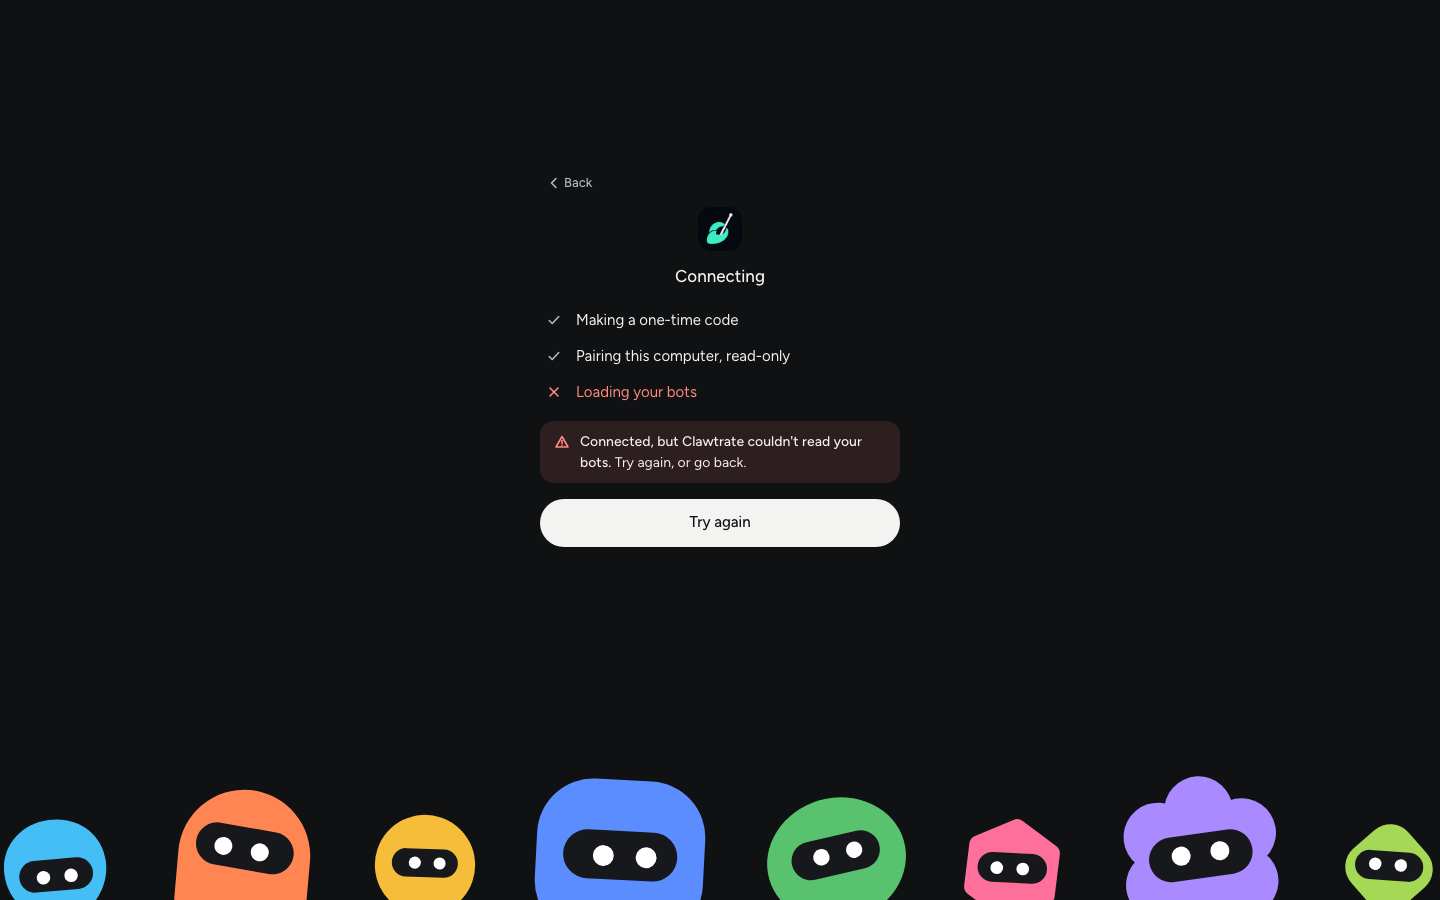 Back
Connecting
Making a one-time code
Pairing this computer, read-only
Loading your bots
Connected, but Clawtrate couldn't read your
bots. Try again, or go back.
Try again